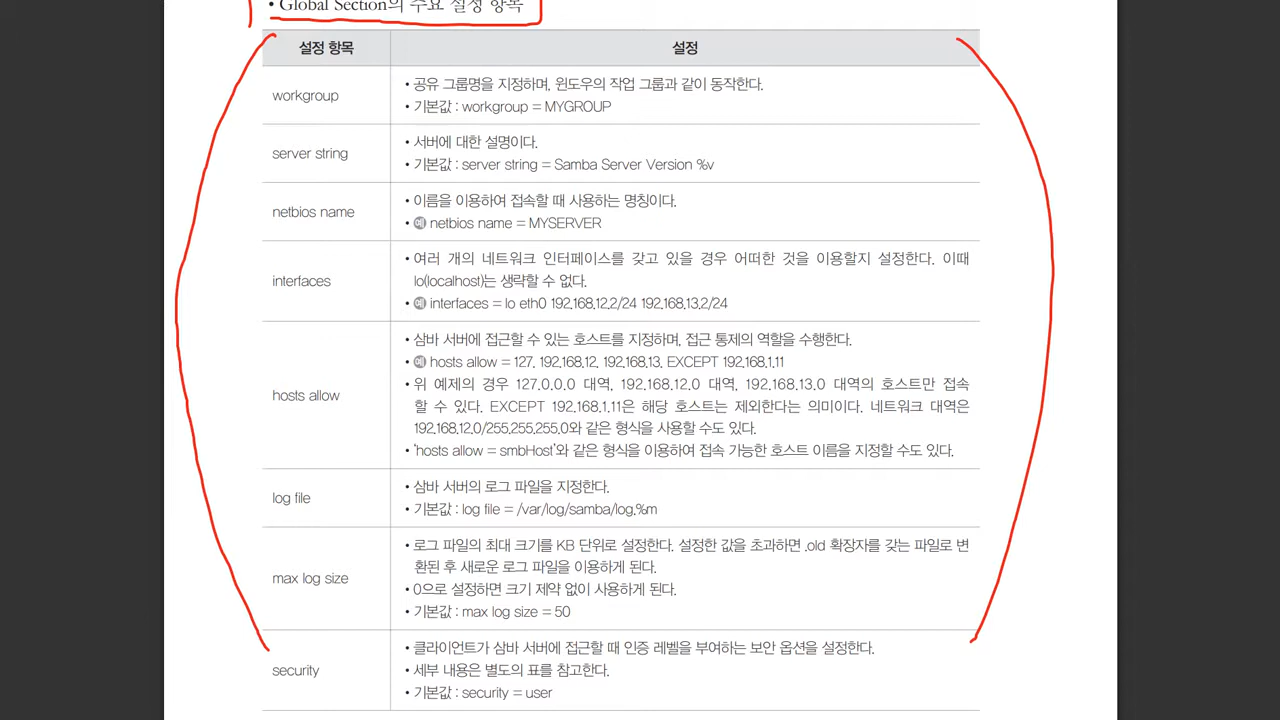 • Global Section의 주요 설정 항목
설정 항목 설정
workgroup
• 공유 그룹명을 지정하며, 윈도우의 작업 그룹과 같이 동작한다.
• 기본값 : workgroup = MYGROUP
server string
• 서버에 대한 설명이다.
• 기본값 : server string = Samba Server Version %v
netbios name
• 이름을 이용하여 접속할 때 사용하는 명칭이다.
• 예 netbios name = MYSERVER
interfaces
• 여러 개의 네트워크 인터페이스를 갖고 있을 경우 어떠한 것을 이용할지 설정한다. 이때
lo(localhost)는 생략할 수 없다.
• 예 interfaces = lo eth0 192.168.12.2/24 192.168.13.2/24
hosts allow
• 삼바 서버에 접근할 수 있는 호스트를 지정하며, 접근 통제의 역할을 수행한다.
• 예 hosts allow = 127. 192.168.12. 192.168.13. EXCEPT 192.168.1.11
• 위 예제의 경우 127.0.0.0 대역, 192.168.12.0 대역, 192.168.13.0 대역의 호스트만 접속
할 수 있다. EXCEPT 192.168.1.11은 해당 호스트는 제외한다는 의미이다. 네트워크 대역은
192.168.12.0/255.255.255.0와 같은 형식을 사용할 수도 있다.
• 'hosts allow = smbHost'와 같은 형식을 이용하여 접속 가능한 호스트 이름을 지정할 수도 있다.
log file
• 삼바 서버의 로그 파일을 지정한다.
• 기본값 : log file = /var/log/samba/log.%m
max log size
• 로그 파일의 최대 크기를 KB 단위로 설정한다. 설정한 값을 초과하면 .old 확장자를 갖는 파일로 변
환된 후 새로운 로그 파일을 이용하게 된다.
• 0으로 설정하면 크기 제약 없이 사용하게 된다.
• 기본값 : max log size = 50
security
• 클라이언트가 삼바 서버에 접근할 때 인증 레벨을 부여하는 보안 옵션을 설정한다.
• 세부 내용은 별도의 표를 참고한다.
• 기본값 : security = user